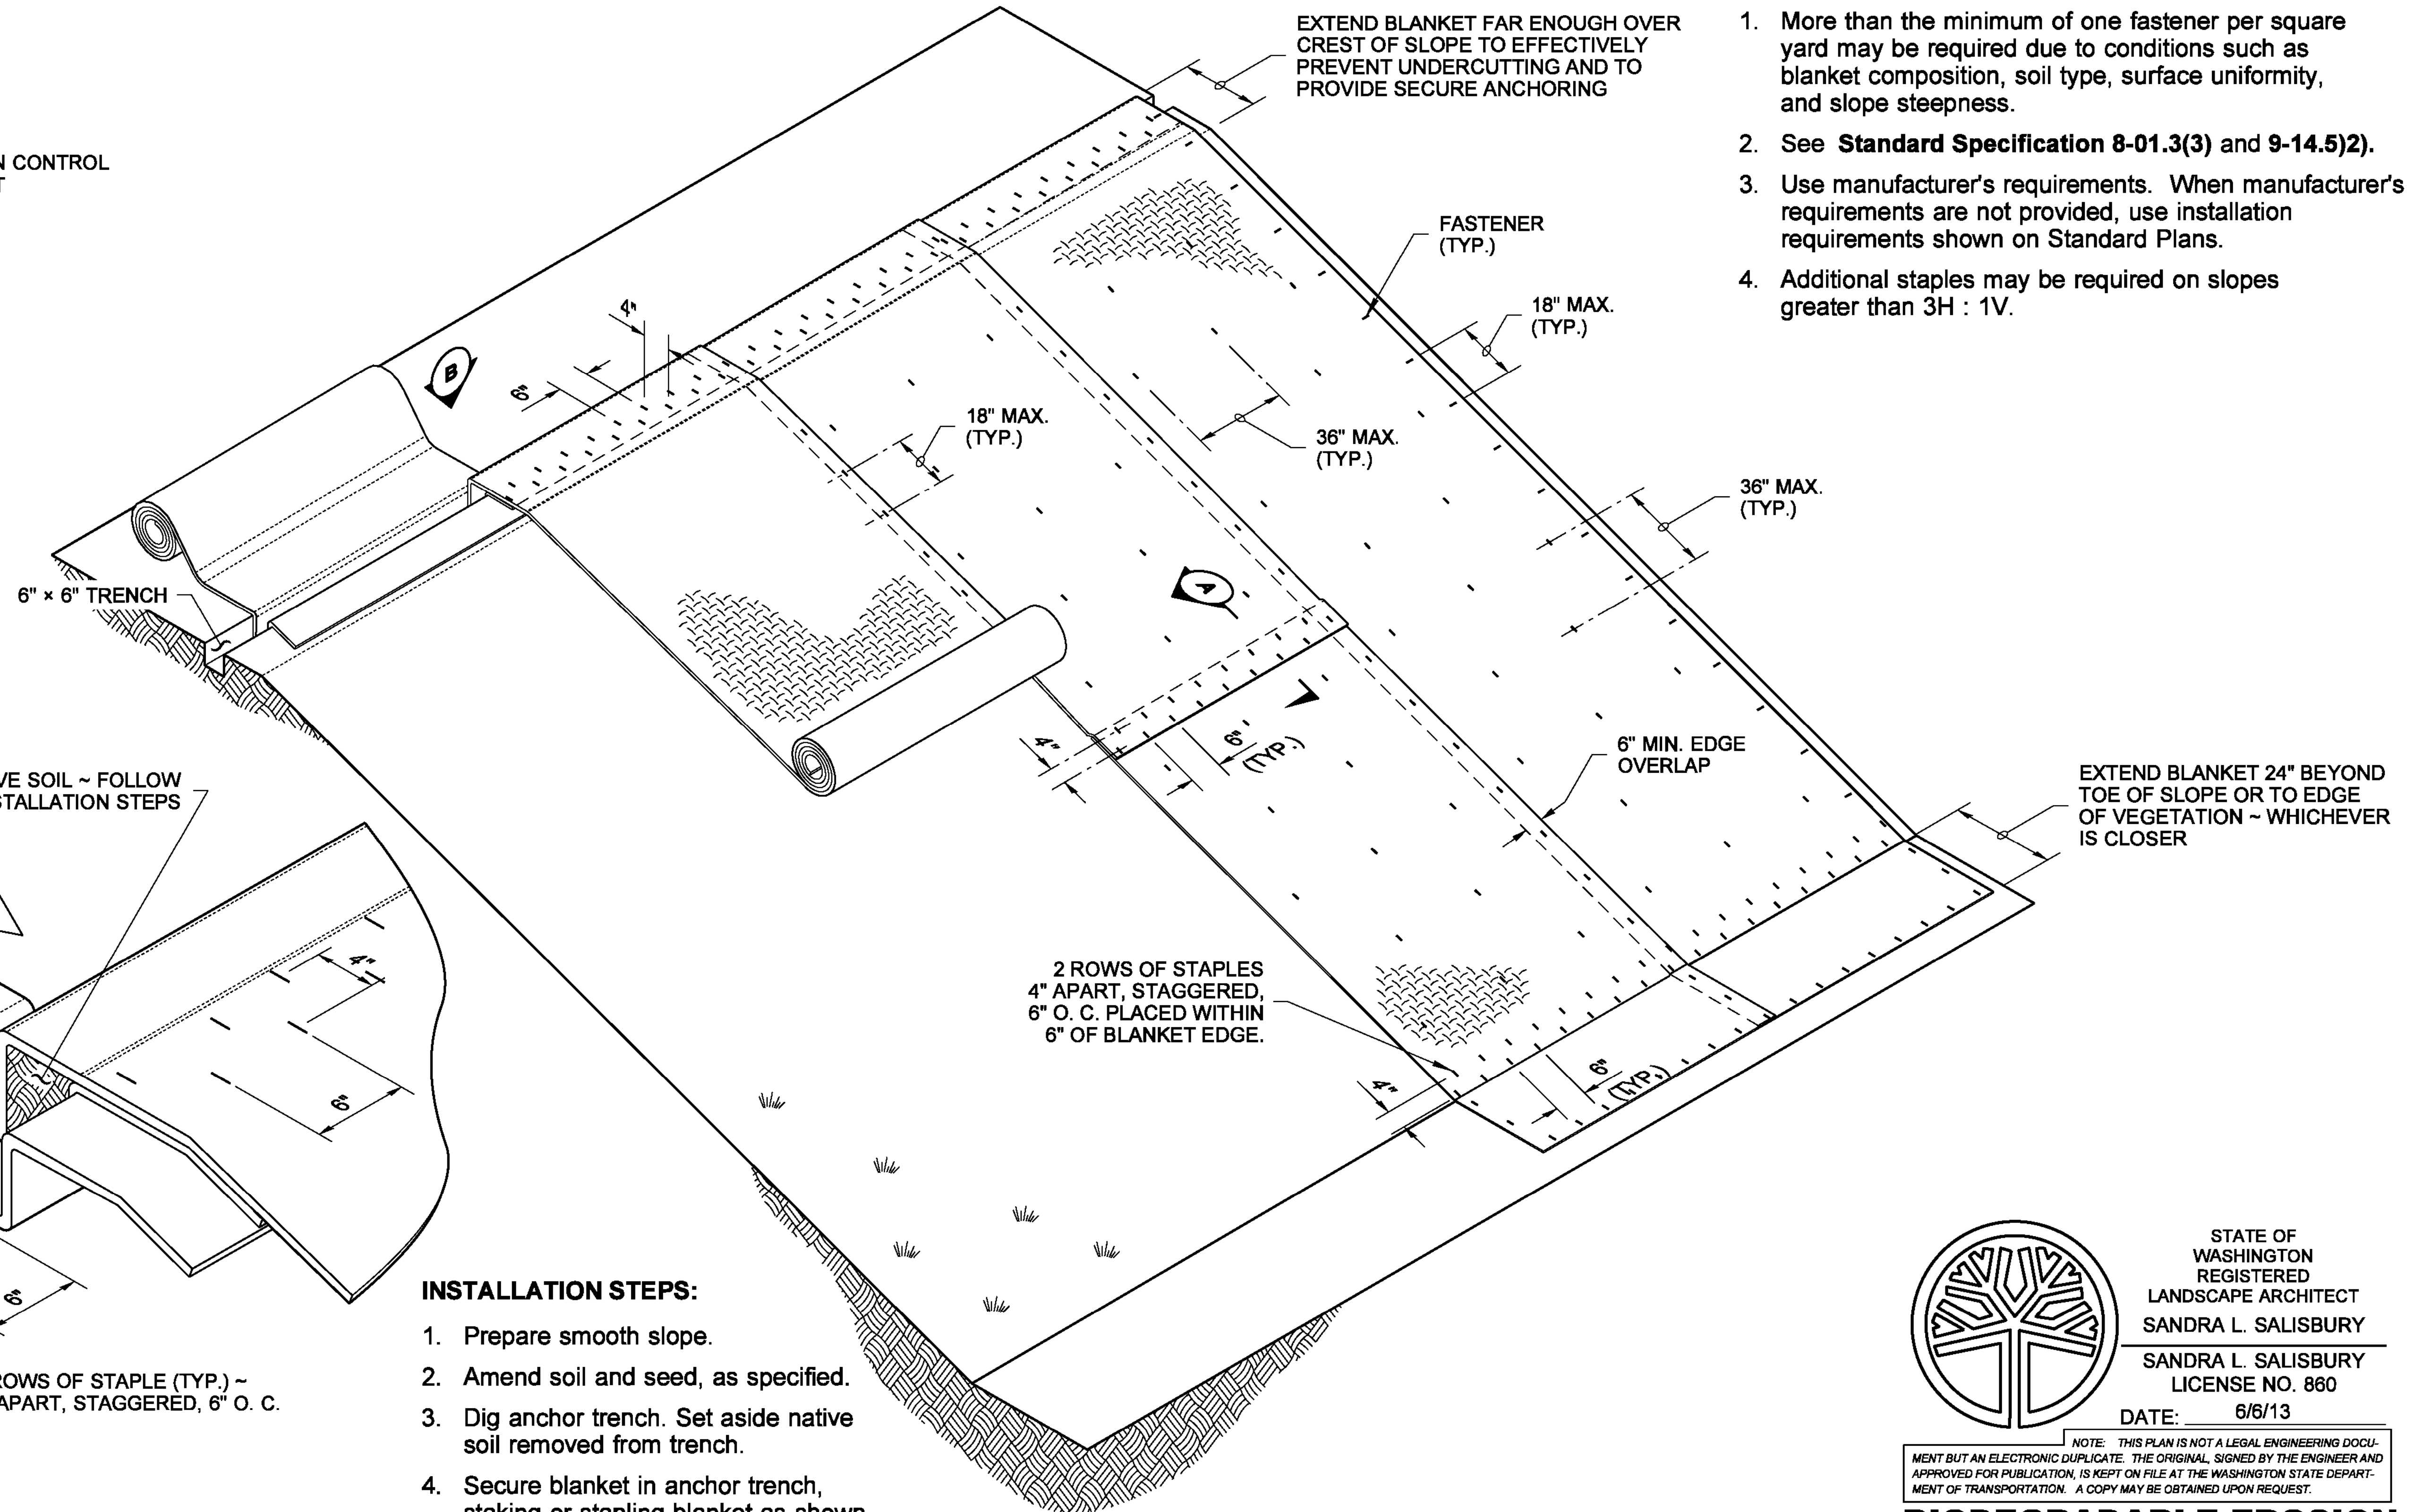 EXTEND BLANKET FAR ENOUGH OVER
CREST OF SLOPE TO EFFECTIVELY
PREVENT UNDERCUTTING AND TO
PROVIDE SECURE ANCHORING
1. More than the minimum of one fastener per square
yard may be required due to conditions such as
blanket composition, soil type, surface uniformity,
and slope steepness.
2. See Standard Specification 8-01.3(3) and 9-14.5)2).
3. Use manufacturer's requirements. When manufacturer's
requirements are not provided, use installation
requirements shown on Standard Plans.
4. Additional staples may be required on slopes
greater than 3H : 1V.
CONTROL
FASTENER
(TYP.)
18" MAX.
(TYP.)
4"
B
6"
18" MAX.
(TYP.)
36" MAX.
(TYP.)
36" MAX.
(TYP.)
6" × 6" TRENCH
A
4"
6"
(TYP.)
6" MIN. EDGE
OVERLAP
EXTEND BLANKET 24" BEYOND
TOE OF SLOPE OR TO EDGE
OF VEGETATION ~ WHICHEVER
IS CLOSER
SOIL ~ FOLLOW
STEPS
4"
6"
6"
2 ROWS OF STAPLES
4" APART, STAGGERED,
6" O. C. PLACED WITHIN
6" OF BLANKET EDGE.
4"
6"
(TYP.)
OF STAPLE (TYP.) ~
APART, STAGGERED, 6" O. C.
INSTALLATION STEPS:
1. Prepare smooth slope.
2. Amend soil and seed, as specified.
3. Dig anchor trench. Set aside native
soil removed from trench.
4. Secure blanket in anchor trench,
staking or stapling blanket as shown
STATE OF
WASHINGTON
REGISTERED
LANDSCAPE ARCHITECT
SANDRA L. SALISBURY
SANDRA L. SALISBURY
LICENSE NO. 860
DATE: 6/6/13
NOTE: THIS PLAN IS NOT A LEGAL ENGINEERING DOCU-
MENT BUT AN ELECTRONIC DUPLICATE. THE ORIGINAL, SIGNED BY THE ENGINEER AND
APPROVED FOR PUBLICATION, IS KEPT ON FILE AT THE WASHINGTON STATE DEPART-
MENT OF TRANSPORTATION. A COPY MAY BE OBTAINED UPON REQUEST.